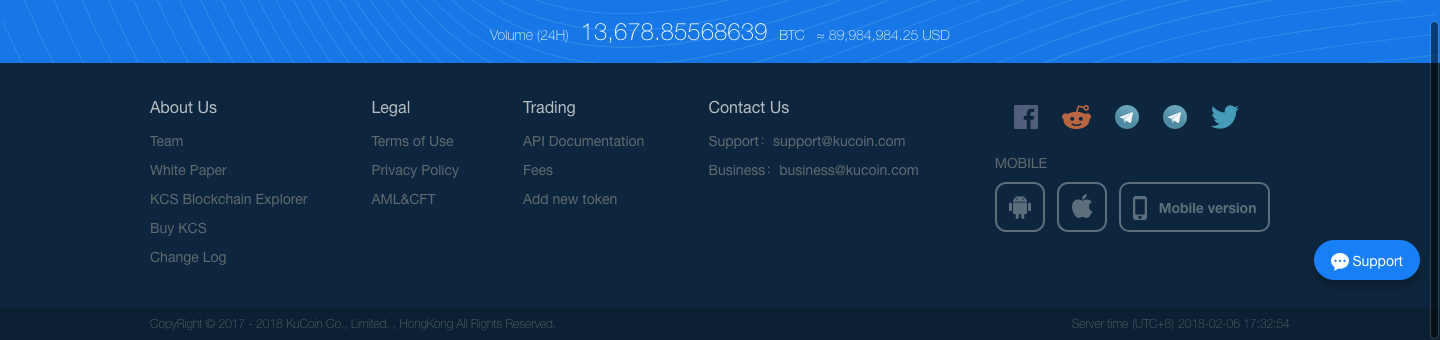 Volume (24H) 13,678.85568639 BTC ≈ 89,984,984.25 USD
About Us
Team
White Paper
KCS Blockchain Explorer
Buy KCS
Change Log
Legal
Terms of Use
Privacy Policy
AML&CFT
Trading
API Documentation
Fees
Add new token
Contact Us
Support：support@kucoin.com
Business：business@kucoin.com
MOBILE
Mobile version
Support
CopyRight © 2017 - 2018 KuCoin Co., Limited. , HongKong All Rights Reserved.
Server time (UTC+8) 2018-02-06 17:32:54